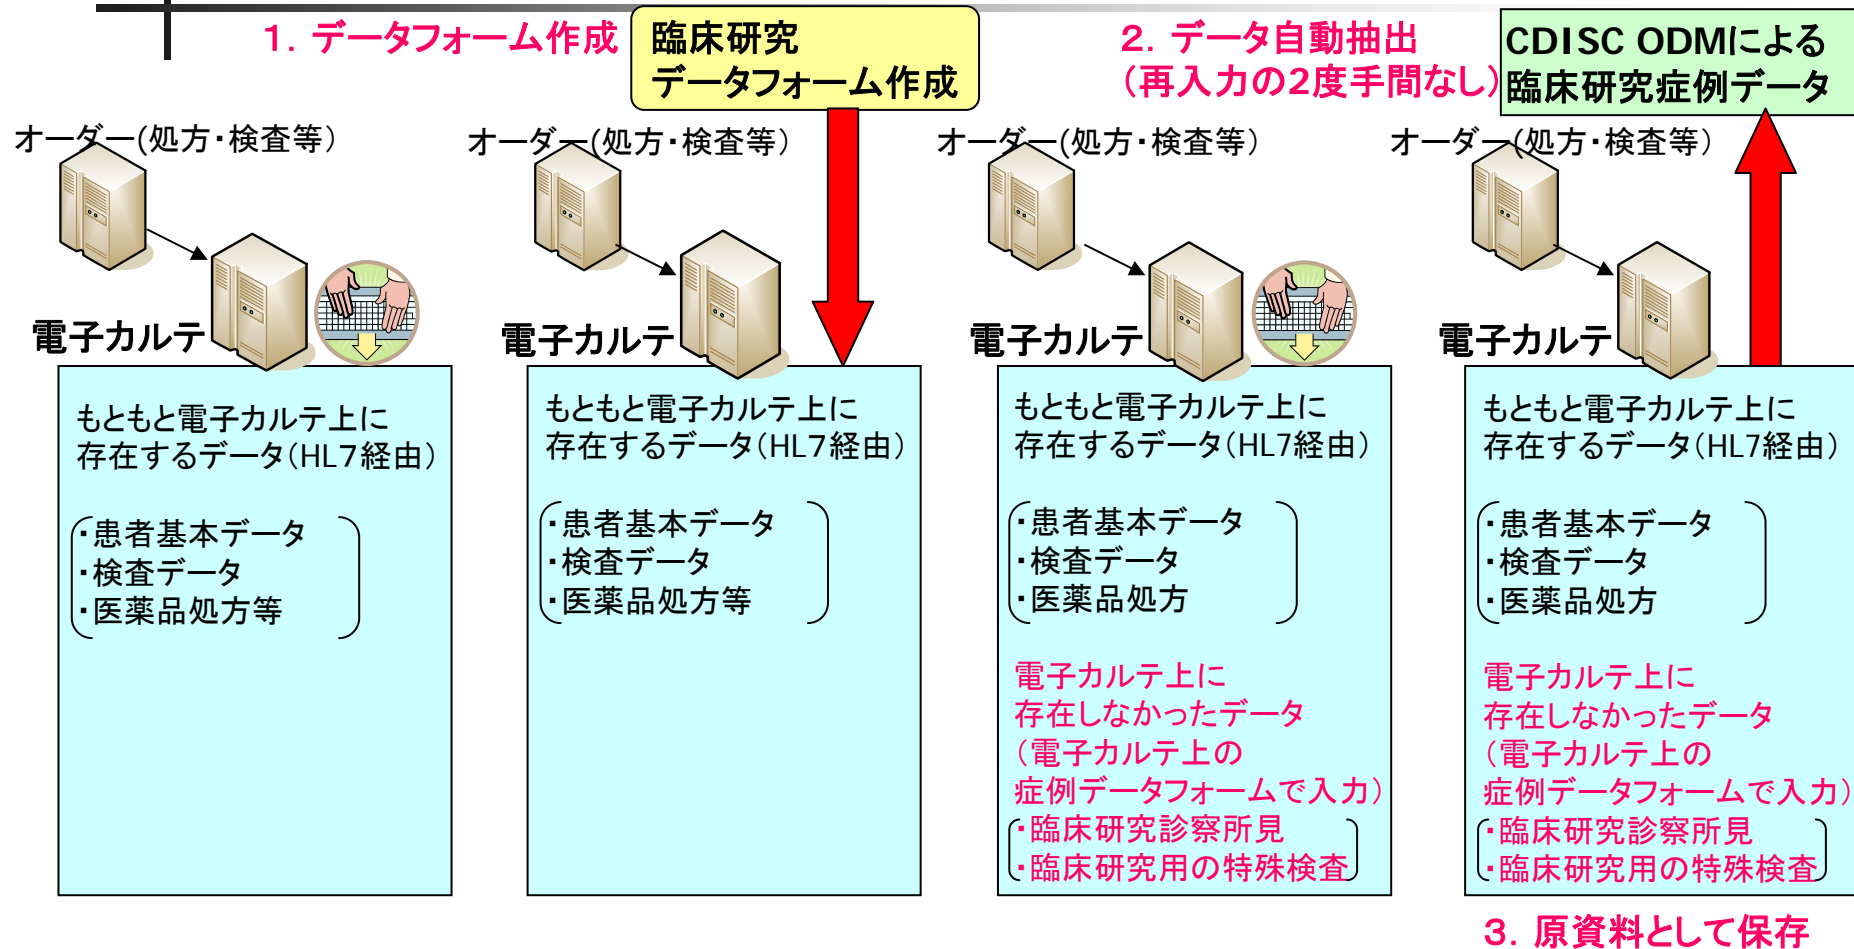 １．データフォーム作成
臨床研究
データフォーム作成
２．データ自動抽出
（再入力の2度手間なし）
CDISC ODMによる
臨床研究症例データ
オーダー(処方・検査等）
電子カルテ
もともと電子カルテ上に
存在するデータ（HL７経由）
・患者基本データ
・検査データ
・医薬品処方等
オーダー(処方・検査等）
電子カルテ
もともと電子カルテ上に
存在するデータ（HL7経由）
・患者基本データ
・検査データ
・医薬品処方等
オーダー(処方・検査等）
電子カルテ
もともと電子カルテ上に
存在するデータ（HL7経由）
・患者基本データ
・検査データ
・医薬品処方
電子カルテ上に
存在しなかったデータ
（電子カルテ上の
症例データフォームで入力）
・臨床研究診察所見
・臨床研究用の特殊検査
オーダー(処方・検査等）
電子カルテ
もともと電子カルテ上に
存在するデータ（HL7経由）
・患者基本データ
・検査データ
・医薬品処方
電子カルテ上に
存在しなかったデータ
（電子カルテ上の
症例データフォームで入力）
・臨床研究診察所見
・臨床研究用の特殊検査
３．原資料として保存